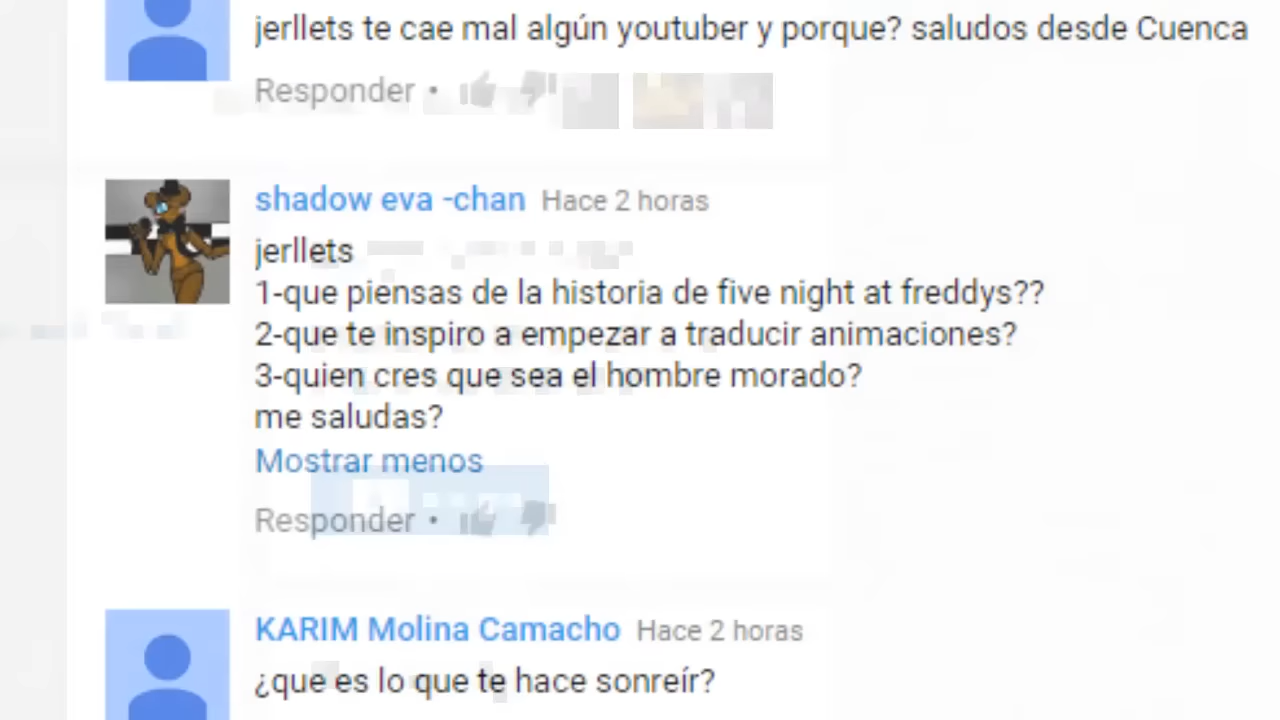 jerllets te cae mal algún youtuber y porque? saludos desde Cuenca
Responder •
shadow eva -chan Hace 2 horas
jerllets
1-que piensas de la historia de five night at freddys??
2-que te inspiro a empezar a traducir animaciones?
3-quien cres que sea el hombre morado?
me saludas?
Mostrar menos
Responder •
KARIM Molina Camacho Hace 2 horas
¿que es lo que te hace sonreír?